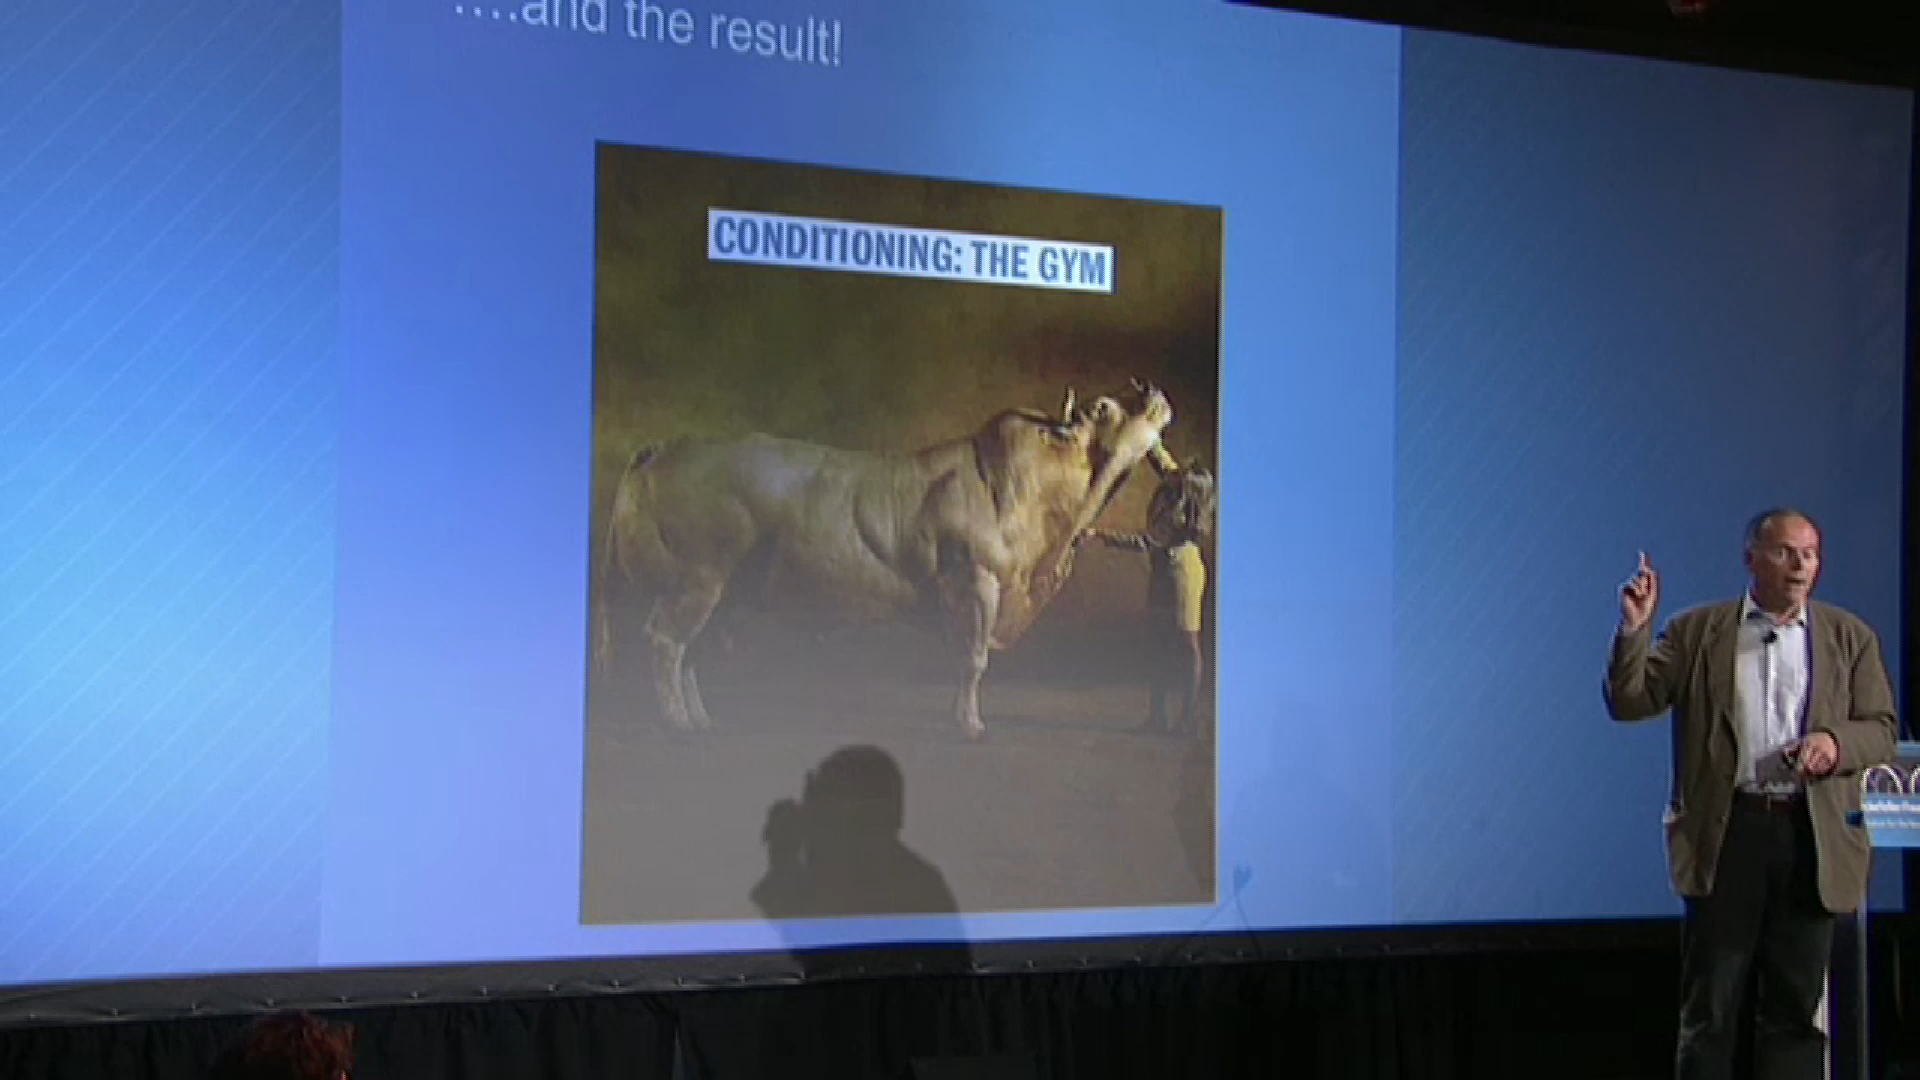 ....and the result!
CONDITIONING: THE GYM